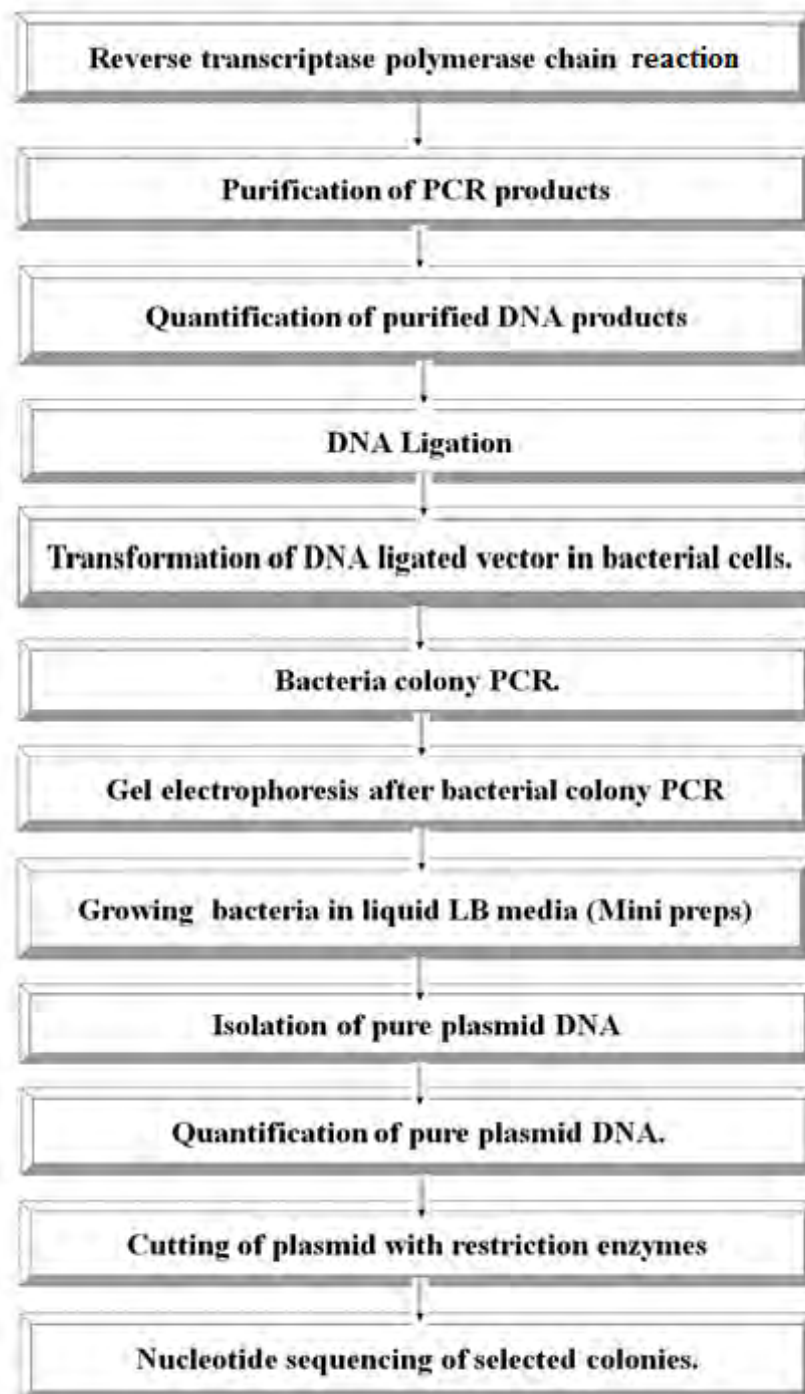 Reverse transcriptase polymerase chain reaction
Purification of PCR products
Quantification of purified DNA products
DNA Ligation
Transformation of DNA ligated vector in bacterial cells.
Bacteria colony PCR.
Gel electrophoresis after bacterial colony PCR
Growing bacteria in liquid LB media (Mini preps)
Isolation of pure plasmid DNA
Quantification of pure plasmid DNA.
Cutting of plasmid with restriction enzymes
Nucleotide sequencing of selected colonies.